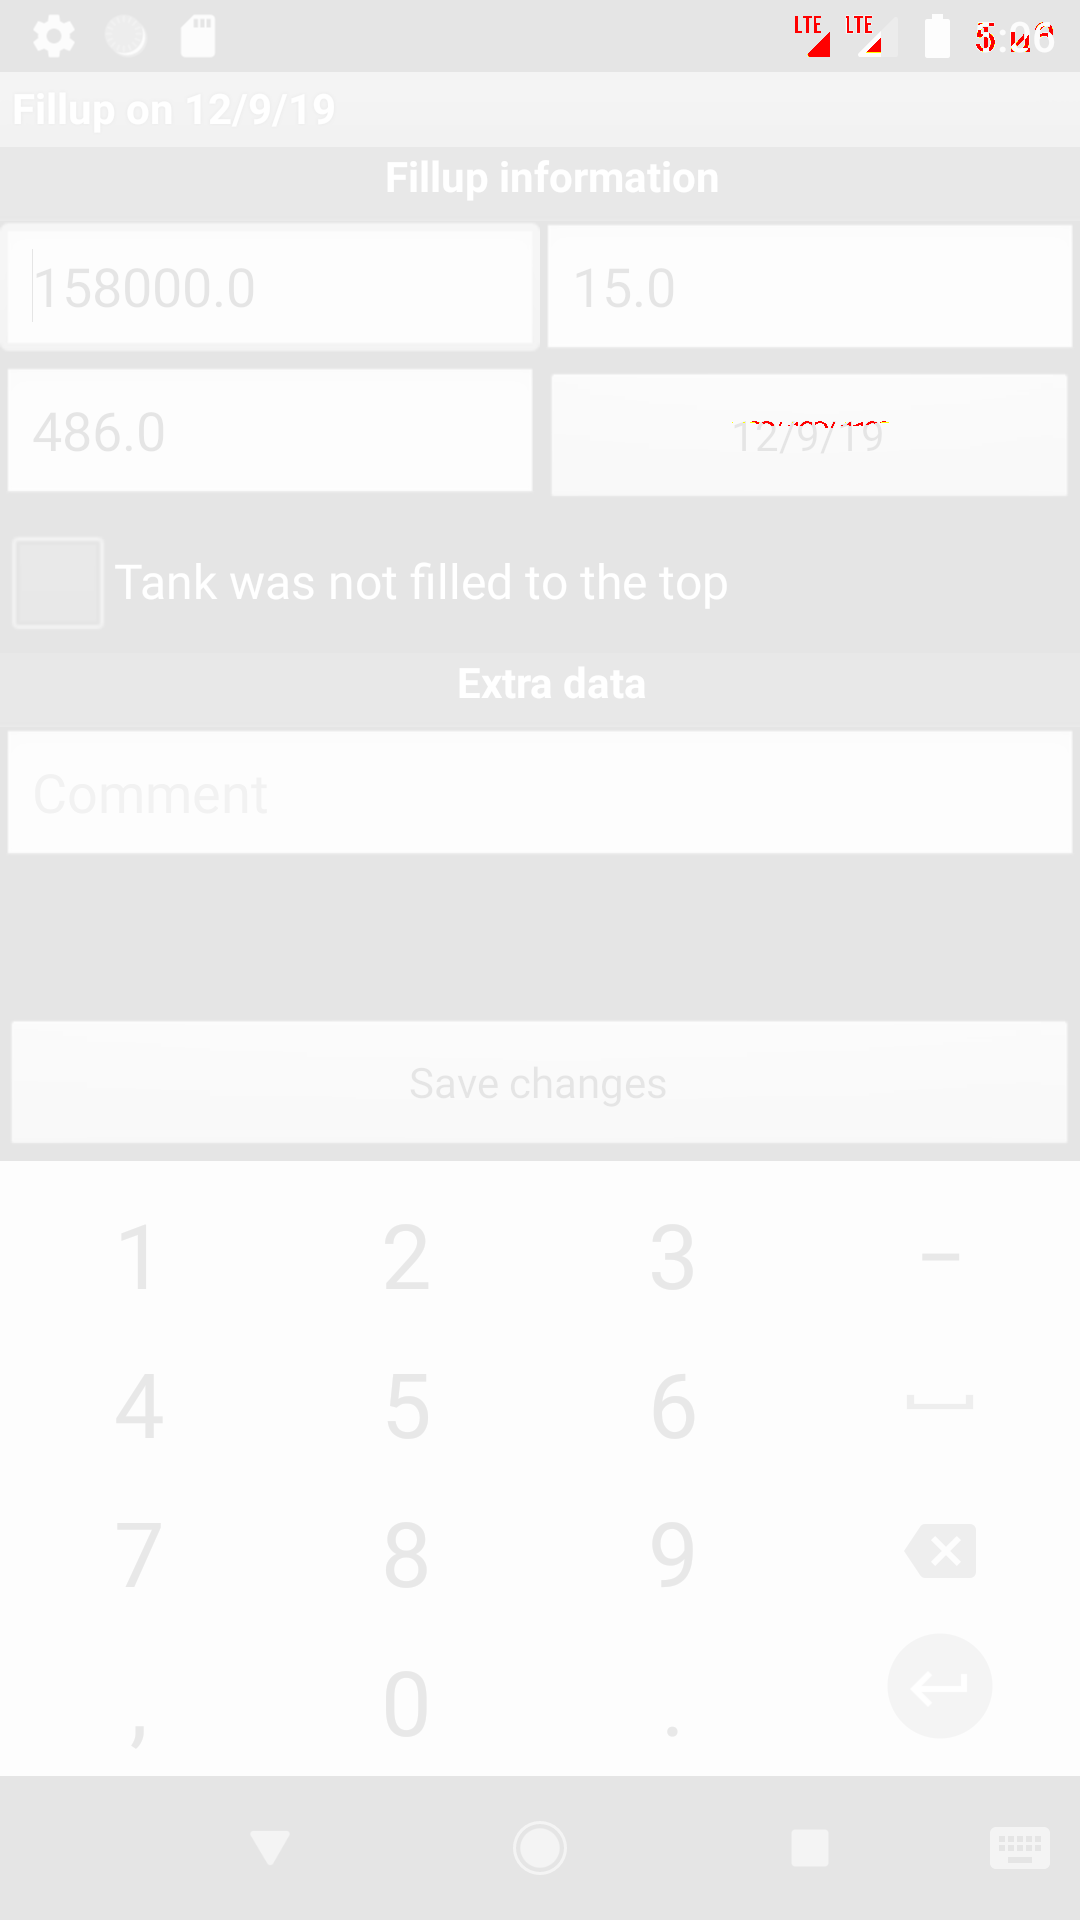 LTE LTE
Fillup on 12/9/19
Fillup information
158000.0 15.0
486.0 12/9/19
Tank was not filled to the top
Extra data
Comment
Save changes
1 2 3 –
4 5 6
7 8 9
, 0 .